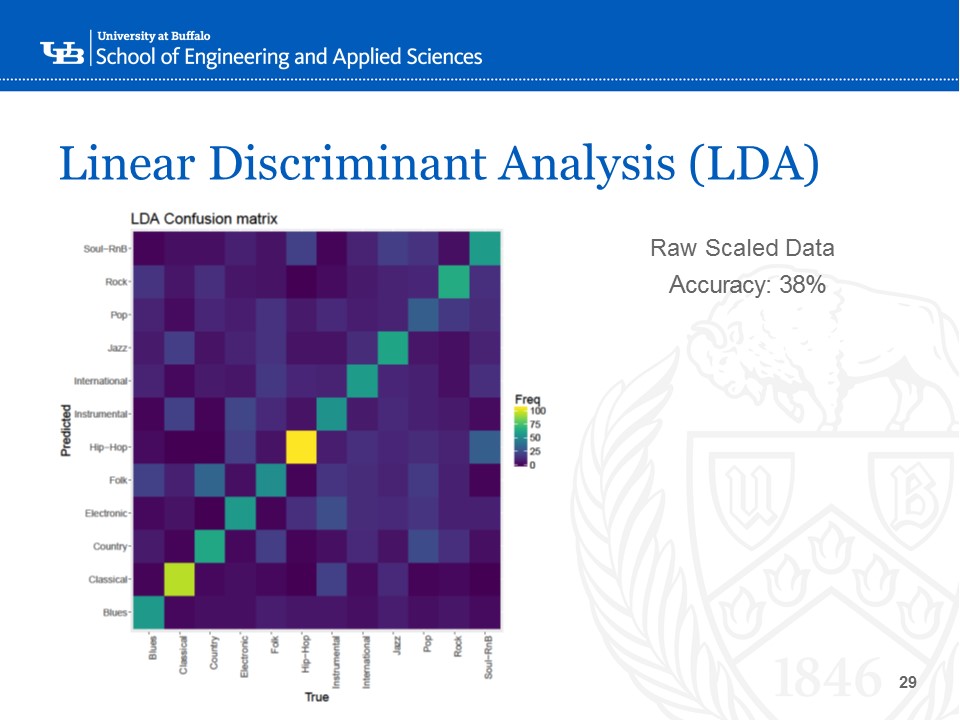 University at Buffalo
School of Engineering and Applied Sciences
Linear Discriminant Analysis (LDA)
LDA Confusion matrix
Raw Scaled Data
Accuracy: 38%
Predicted
Soul-RnB
Rock
Pop
Jazz
International
Instrumental
Hip-Hop
Folk
Electronic
Country
Classical
Blues
Freq
100
75
50
25
0
Blues
Classical
Country
Electronic
Folk
Hip-Hop
Instrumental
International
Jazz
Pop
Rock
Soul-RnB
True
U B
1846
29